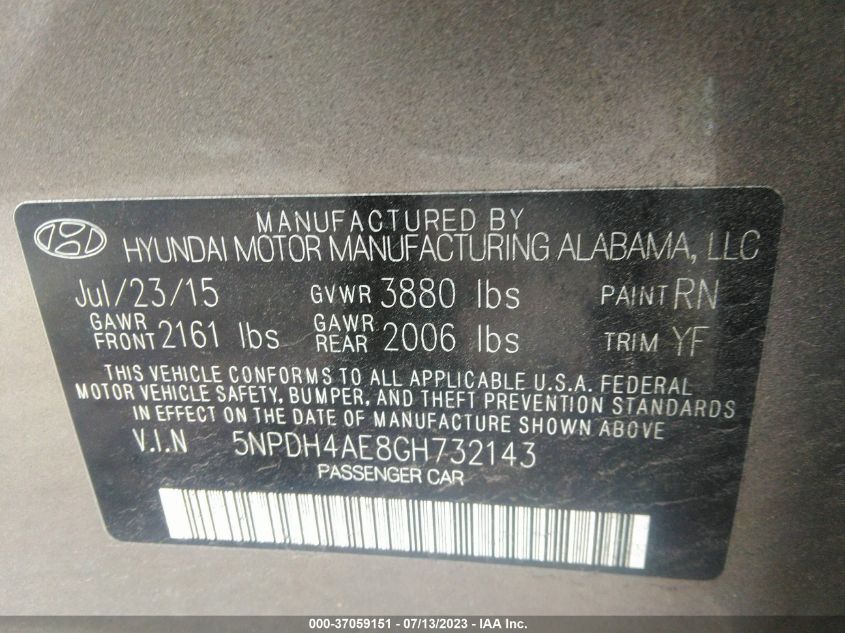 MANUFACTURED BY
HYUNDAI MOTOR MANUFACTURING ALABAMA, LLC
Jul/23/15 GVWR 3880 lbs PAINT RN
GAWR FRONT 2161 lbs GAWR REAR 2006 lbs TRIM YF
THIS VEHICLE CONFORMS TO ALL APPLICABLE U.S.A. FEDERAL
MOTOR VEHICLE SAFETY, BUMPER, AND THEFT PREVENTION STANDARDS
IN EFFECT ON THE DATE OF MANUFACTURE SHOWN ABOVE
V.I.N 5NPDH4AE8GH732143
PASSENGER CAR
000-37059151 - 07/13/2023 - IAA Inc.